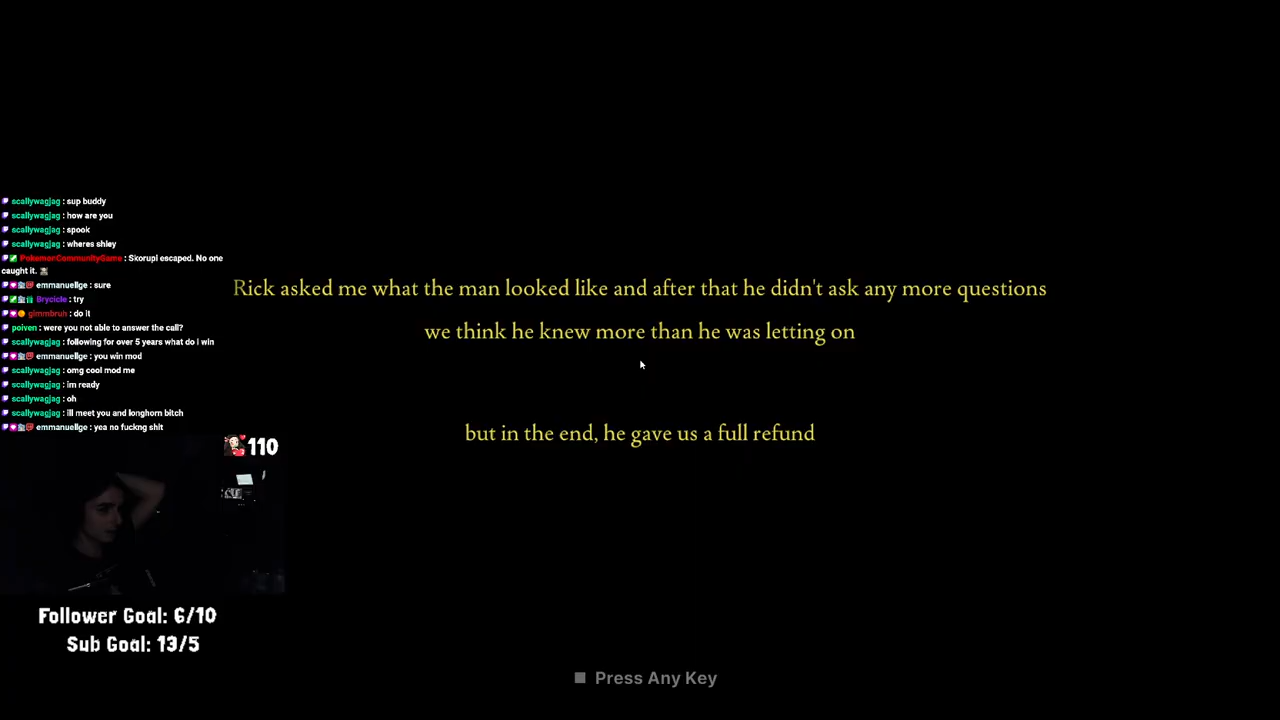 scallywagjag : sup buddy
scallywagjag : how are you
scallywagjag : spook
scallywagjag : wheres shley
PokemonCommunityGame : Skorupi escaped. No one
caught it.
emmanuellge : sure
Brycicle : try
gimmbruh : do it
poiven : were you not able to answer the call?
scallywagjag : following for over 5 years what do i win
emmanuellge : you win mod
scallywagjag : omg cool mod me
scallywagjag : im ready
scallywagjag : oh
scallywagjag : ill meet you and longhorn bitch
emmanuellge : yea no fuckng shit
Rick asked me what the man looked like and after that he didn't ask any more questions
we think he knew more than he was letting on
but in the end, he gave us a full refund
110
Follower Goal: 6/10
Sub Goal: 13/5
Press Any Key